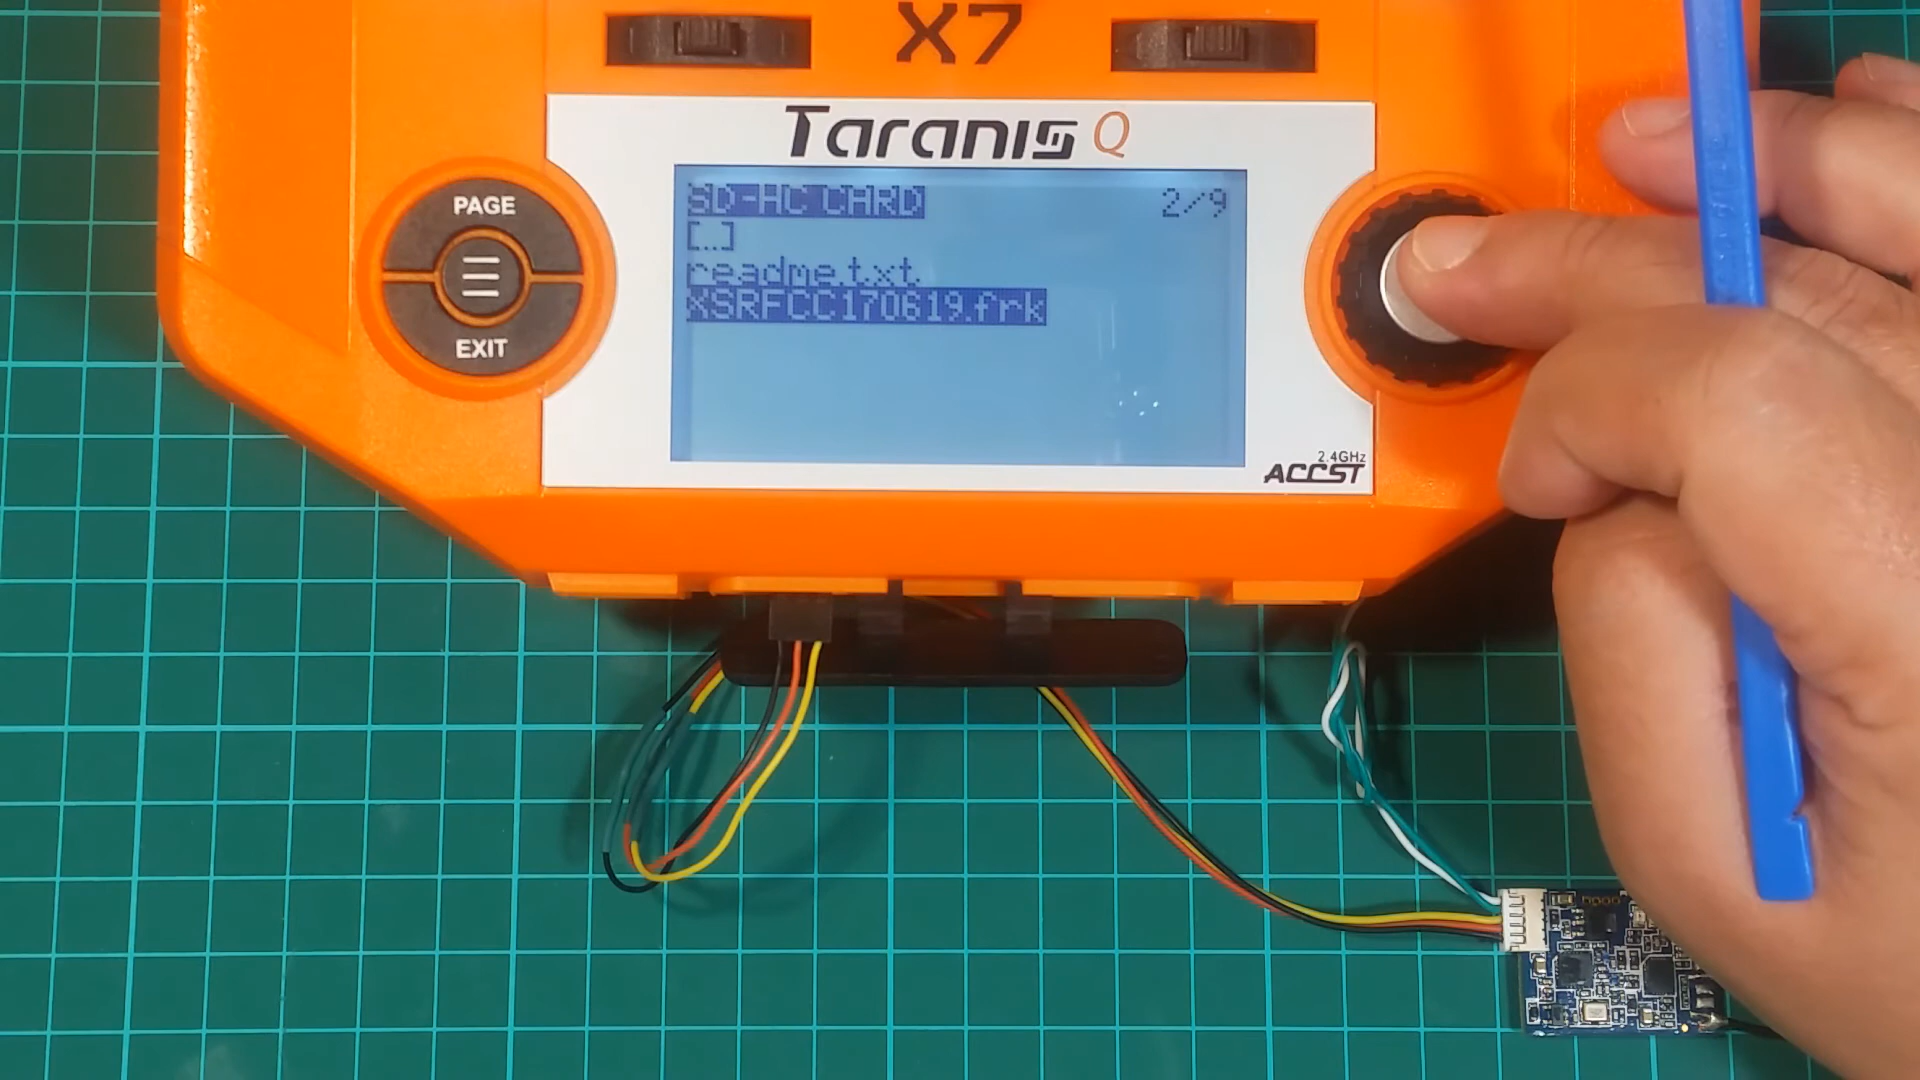 X7
Taranis Q
PAGE
EXIT
SD-HC CARD 2/9
[..]
readme.txt
XSRFCC170619.frk
2.4GHz
ACCST